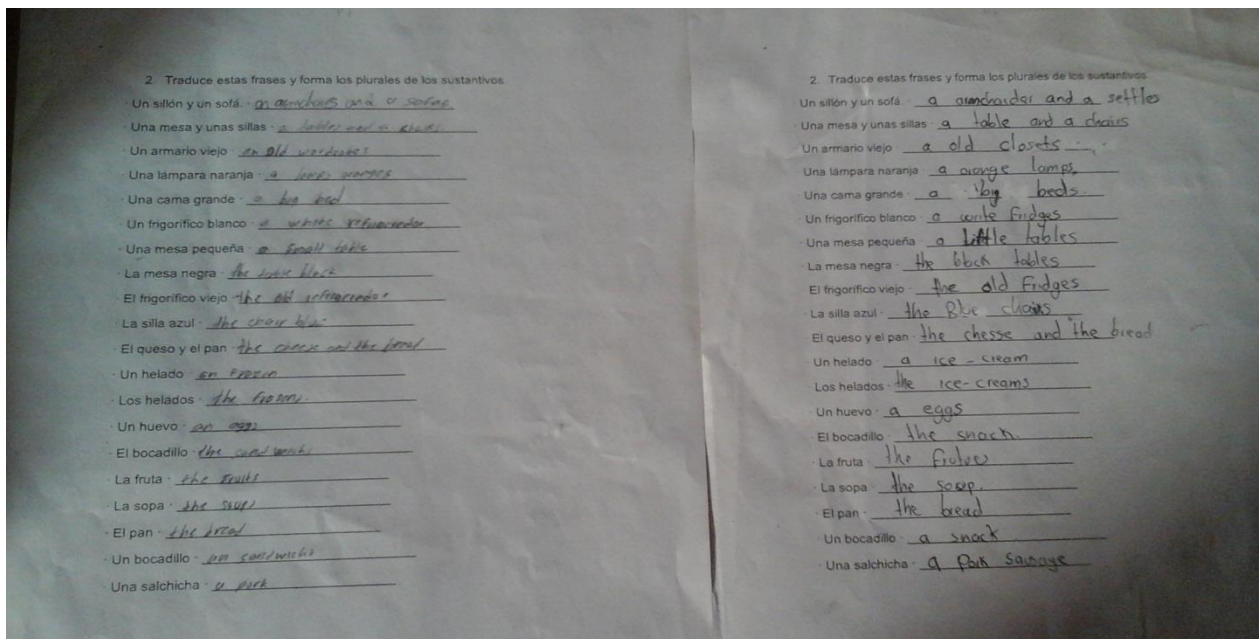 2. Traduce estas frases y forma los plurales de los sustantivos
· Un sillón y un sofá. · an armchairs and a sofas
· Una mesa y unas sillas · a tables and a chairs
· Un armario viejo · an old wardrobes
· Una lámpara naranja · a lamps oranges
· Una cama grande · a big bed
· Un frigorífico blanco · a white
· Una mesa pequeña · a small table
· La mesa negra · the table black
· El frigorífico viejo · the old
· La silla azul · the chair blue
· El queso y el pan · the and the bread
· Un helado · an frozen
· Los helados · the
· Un huevo · an eggs
· El bocadillo · the
· La fruta · the fruits
· La sopa · the soup
· El pan · the bread
· Un bocadillo · an
· Una salchicha · a pork
2. Traduce estas frases y forma los plurales de los sustantivos
Un sillón y un sofá · a and a settles
· Una mesa y unas sillas · a table and a chairs
Un armario viejo a old closets
Una lámpara naranja a orange lamps
· Una cama grande · a big beds
· Un frigorífico blanco · a write fridges
· Una mesa pequeña · a little tables
· La mesa negra · the black tables
El frigorífico viejo · the old Fridges
· La silla azul · the Blue chairs
El queso y el pan · the chesse and the bread
· Un helado · a ice-cream
Los helados · the ice-creams
· Un huevo · a eggs
El bocadillo · the snack.
· La fruta · the
· La sopa · the
· El pan · the bread
· Un bocadillo · a snack
· Una salchicha · a Pork Sausage